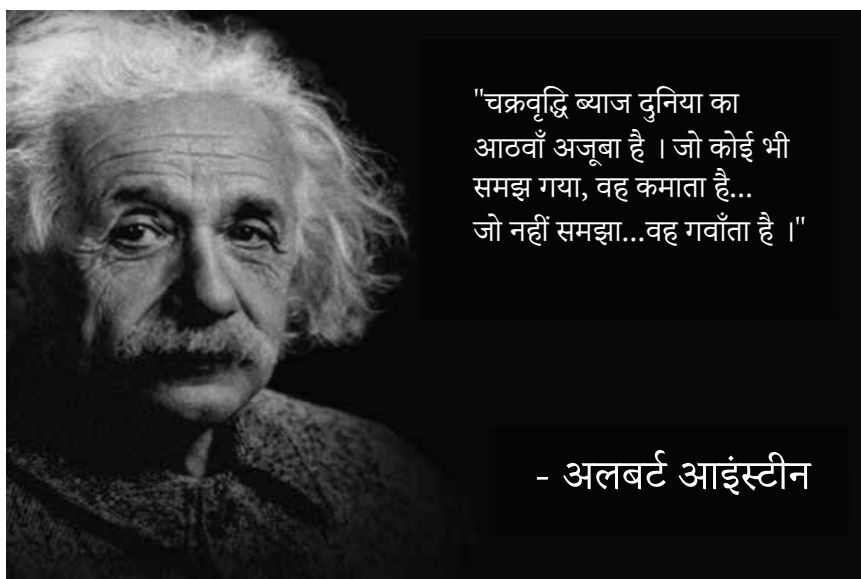 "चक्रवृद्धि ब्याज दुनिया का
आठवाँ अजूबा है । जो कोई भी
समझ गया, वह कमाता है...
जो नहीं समझा...वह गवाँता है ।"
- अलबर्ट आइंस्टीन